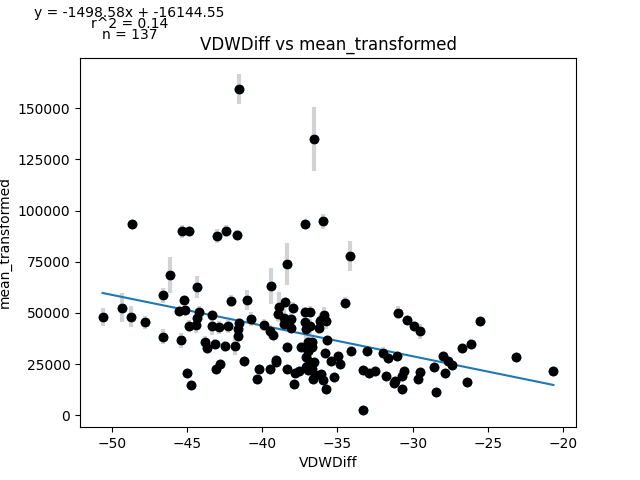 y = -1498.58x + -16144.55
r^2 = 0.14
n = 137
VDWDiff vs mean_transformed
150000
125000
100000
75000
50000
25000
0
mean_transformed
−50
−45
−40
−35
−30
−25
−20
VDWDiff